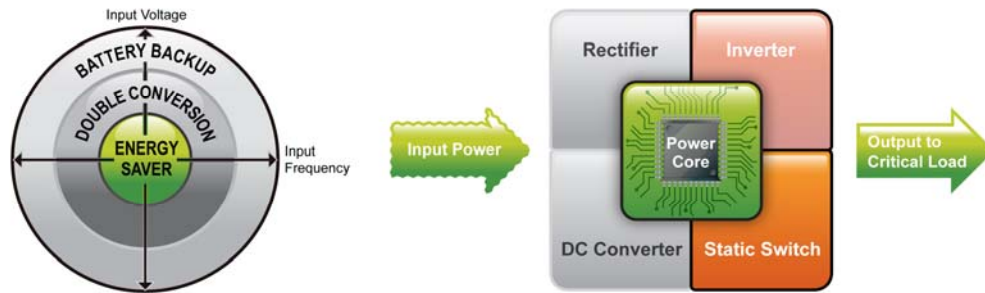 Input Voltage
BATTERY BACKUP
DOUBLE CONVERSION
ENERGY
SAVER
Input
Frequency
Input Power
Rectifier
Inverter
Power
Core
DC Converter
Static Switch
Output to
Critical Load